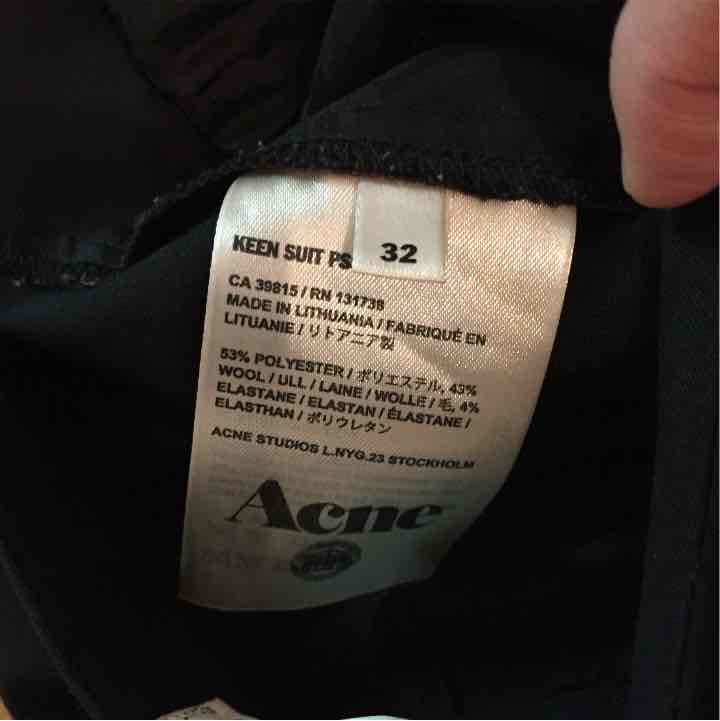 KEEN SUIT PS
32
CA 39815 / RN 131738
MADE IN LITHUANIA / FABRIQUÉ EN
LITUANIE / リトアニア製
53% POLYESTER / ポリエステル, 43%
WOOL / ULL / LAINE / WOLLE / 毛, 4%
ELASTANE / ELASTAN / ÉLASTANE /
ELASTHAN / ポリウレタン
ACNE STUDIOS L.NYG.23 STOCKHOLM
Acne